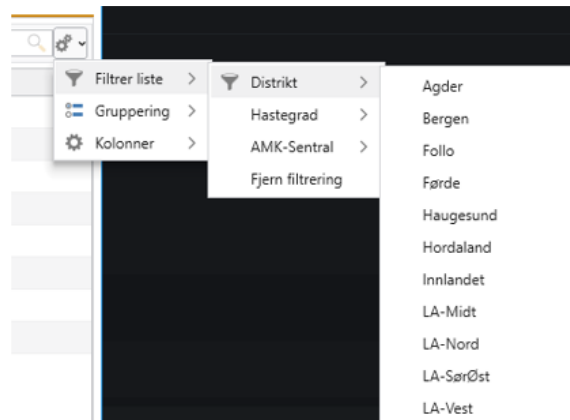 Filtrer liste
Gruppering
Kolonner
Distrikt
Hastegrad
AMK-Sentral
Fjern filtrering
Agder
Bergen
Follo
Førde
Haugesund
Hordaland
Innlandet
LA-Midt
LA-Nord
LA-SørØst
LA-Vest